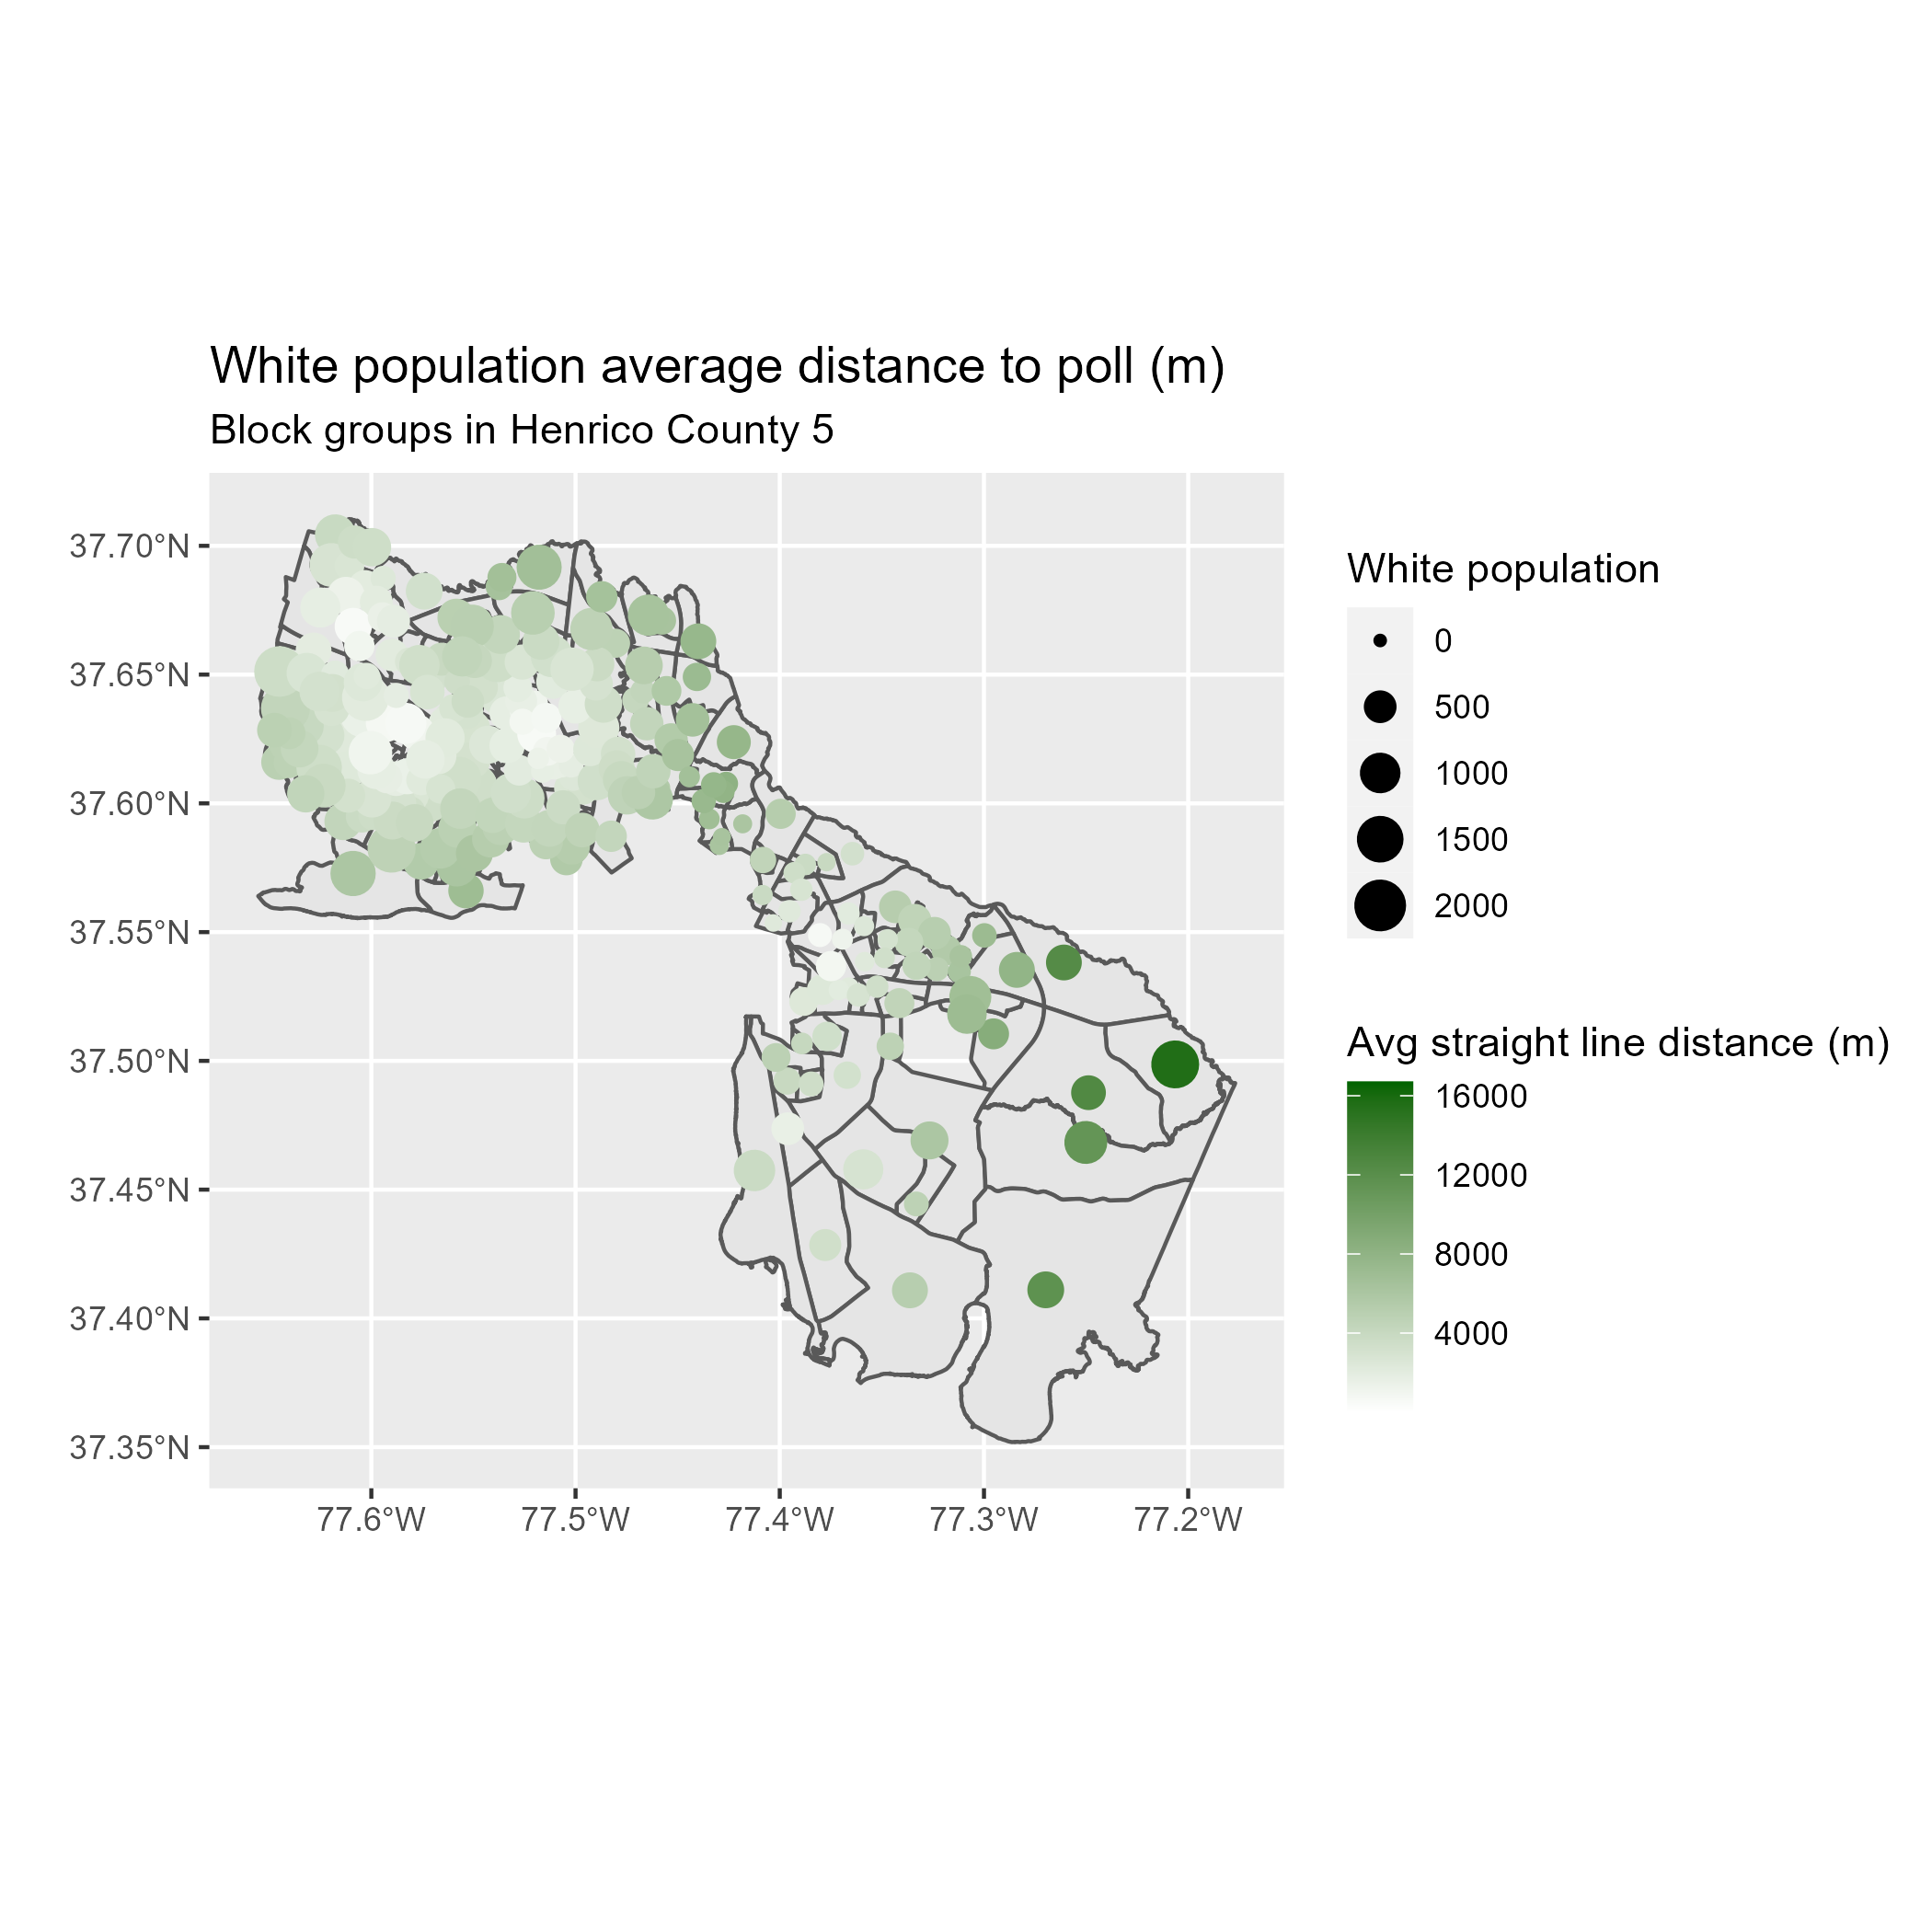 White population average distance to poll (m)
Block groups in Henrico County 5
37.70°N
37.65°N
37.60°N
37.55°N
37.50°N
37.45°N
37.40°N
37.35°N
77.6°W
77.5°W
77.4°W
77.3°W
77.2°W
White population
0
500
1000
1500
2000
Avg straight line distance (m)
16000
12000
8000
4000